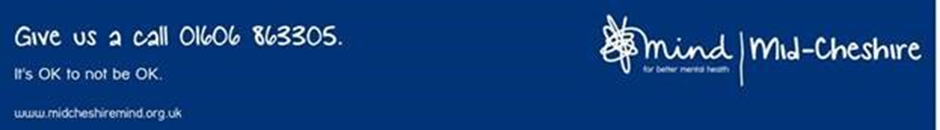 Give us a call 01606 863305.
It's OK to not be OK.
www.midcheshiremind.org.uk
mind | Mid-Cheshire
for better mental health